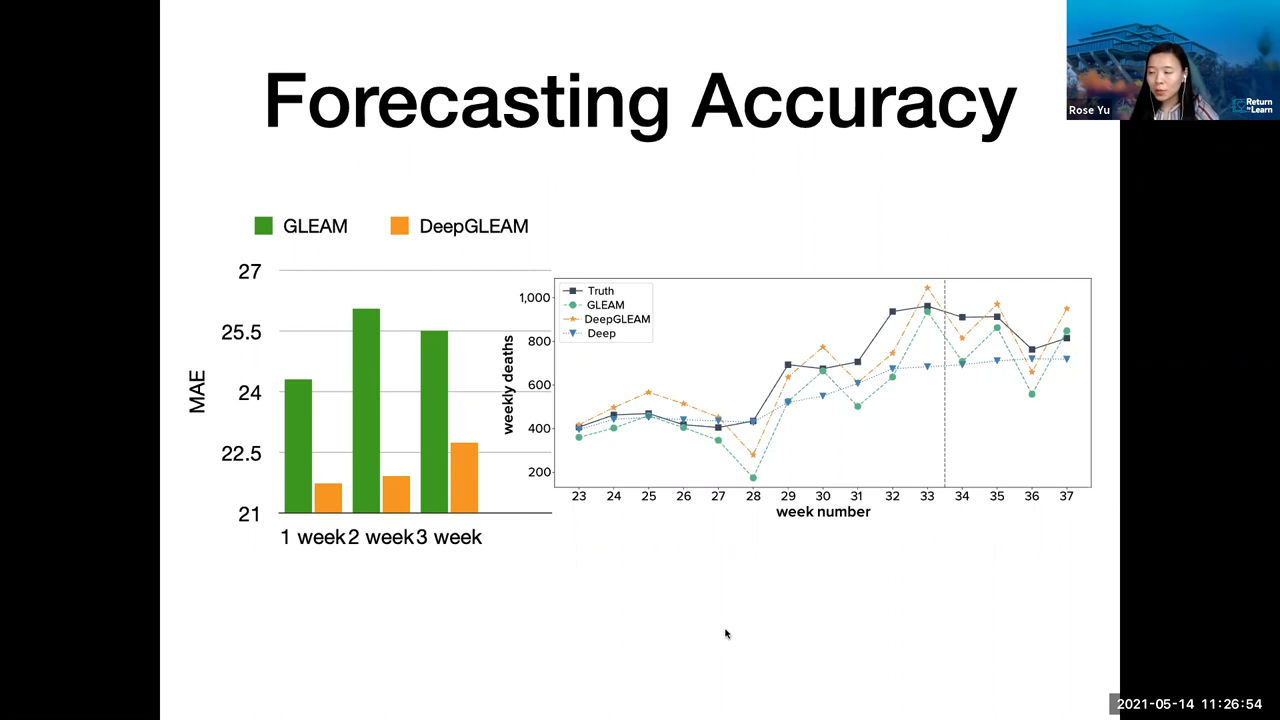 Forecasting Accuracy
Rose Yu
Return
to Learn
GLEAM
DeepGLEAM
27
25.5
24
22.5
21
MAE
1 week 2 week 3 week
Truth
GLEAM
DeepGLEAM
Deep
1,000
800
600
400
200
weekly deaths
23 24 25 26 27 28 29 30 31 32 33 34 35 36 37
week number
2021-05-14 11:26:54